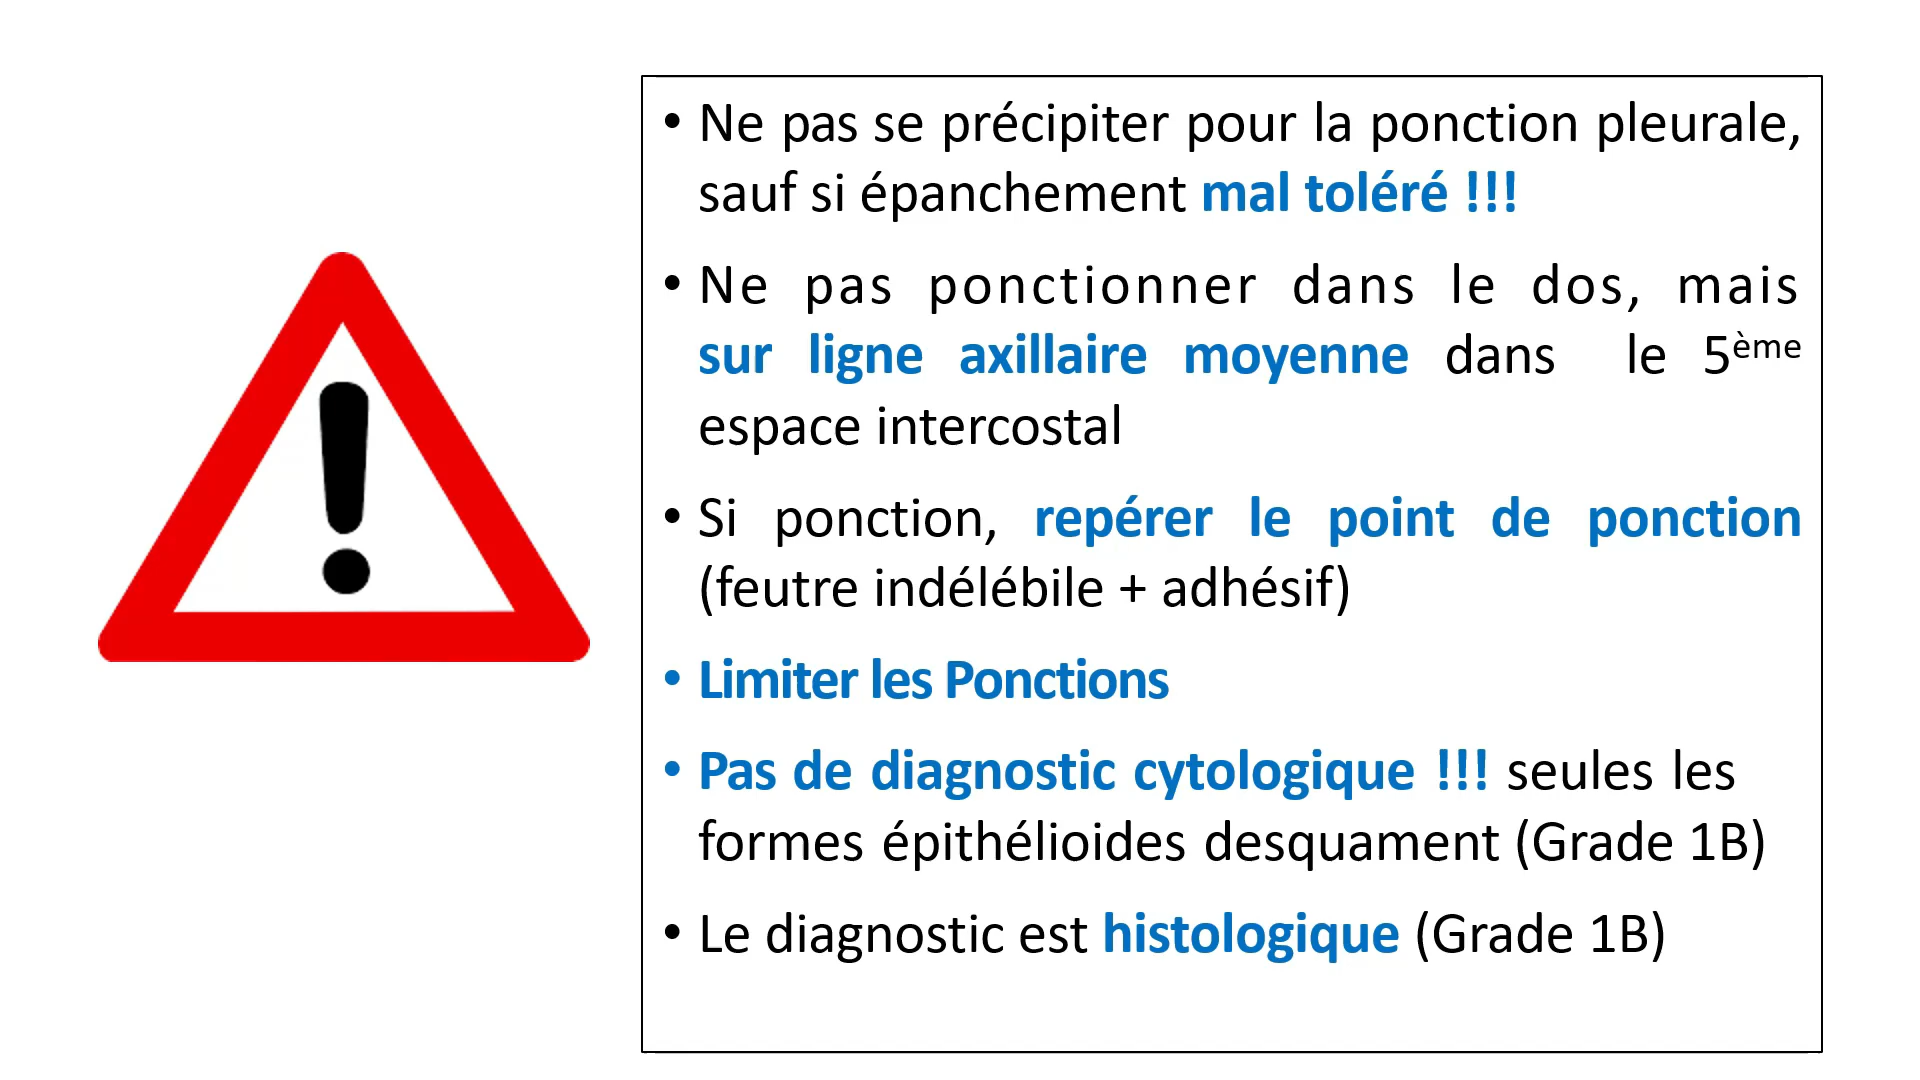 • Ne pas se précipiter pour la ponction pleurale,
sauf si épanchement mal toléré !!!
• Ne pas ponctionner dans le dos, mais
sur ligne axillaire moyenne dans le 5ème
espace intercostal
• Si ponction, repérer le point de ponction
(feutre indélébile + adhésif)
• Limiter les Ponctions
• Pas de diagnostic cytologique !!! seules les
formes épithélioides desquament (Grade 1B)
• Le diagnostic est histologique (Grade 1B)